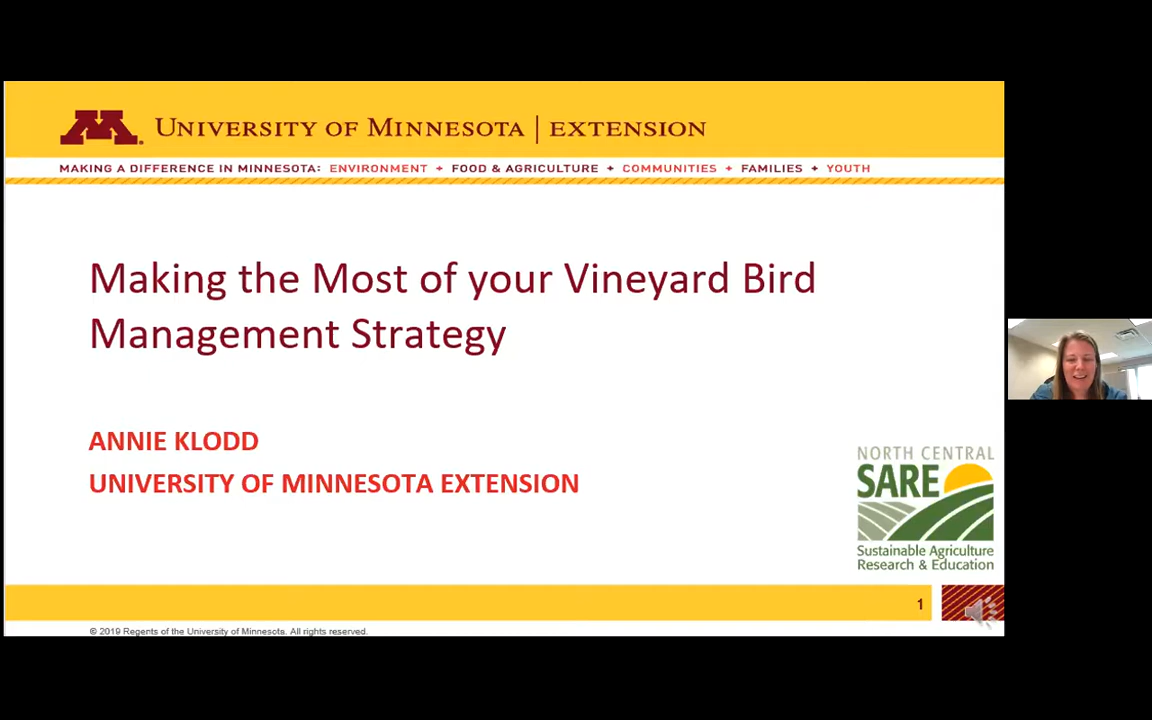 UNIVERSITY OF MINNESOTA | EXTENSION
MAKING A DIFFERENCE IN MINNESOTA: ENVIRONMENT + FOOD & AGRICULTURE + COMMUNITIES + FAMILIES + YOUTH
Making the Most of your Vineyard Bird
Management Strategy
ANNIE KLODD
UNIVERSITY OF MINNESOTA EXTENSION
NORTH CENTRAL
SARE
Sustainable Agriculture
Research & Education
1
© 2019 Regents of the University of Minnesota. All rights reserved.